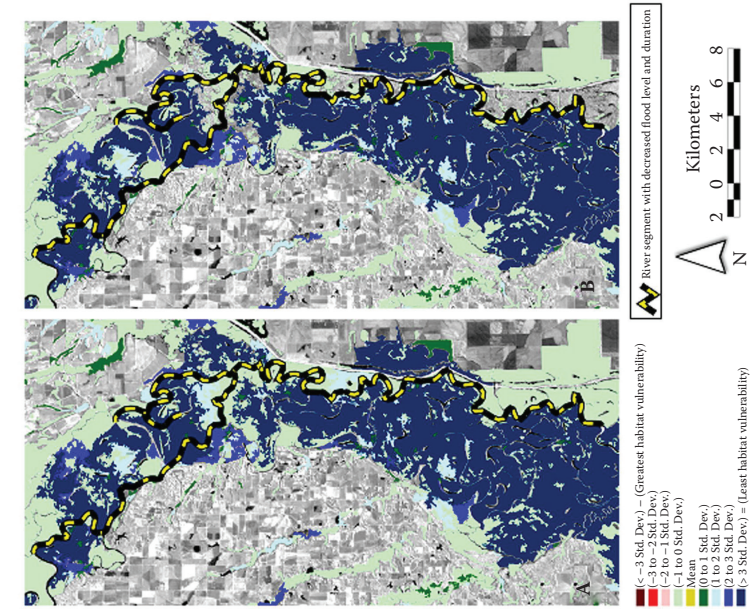 B
A
River segment with decreased flood level and duration
Kilometers
2 0 2 4 6 8
N
(< −3 Std. Dev.) − (Greatest habitat vulnerability)
(−3 to −2 Std. Dev.)
(−2 to −1 Std. Dev.)
(−1 to 0 Std. Dev.)
Mean
(0 to 1 Std. Dev.)
(1 to 2 Std. Dev.)
(2 to 3 Std. Dev.)
(> 3 Std. Dev.) = (Least habitat vulnerability)